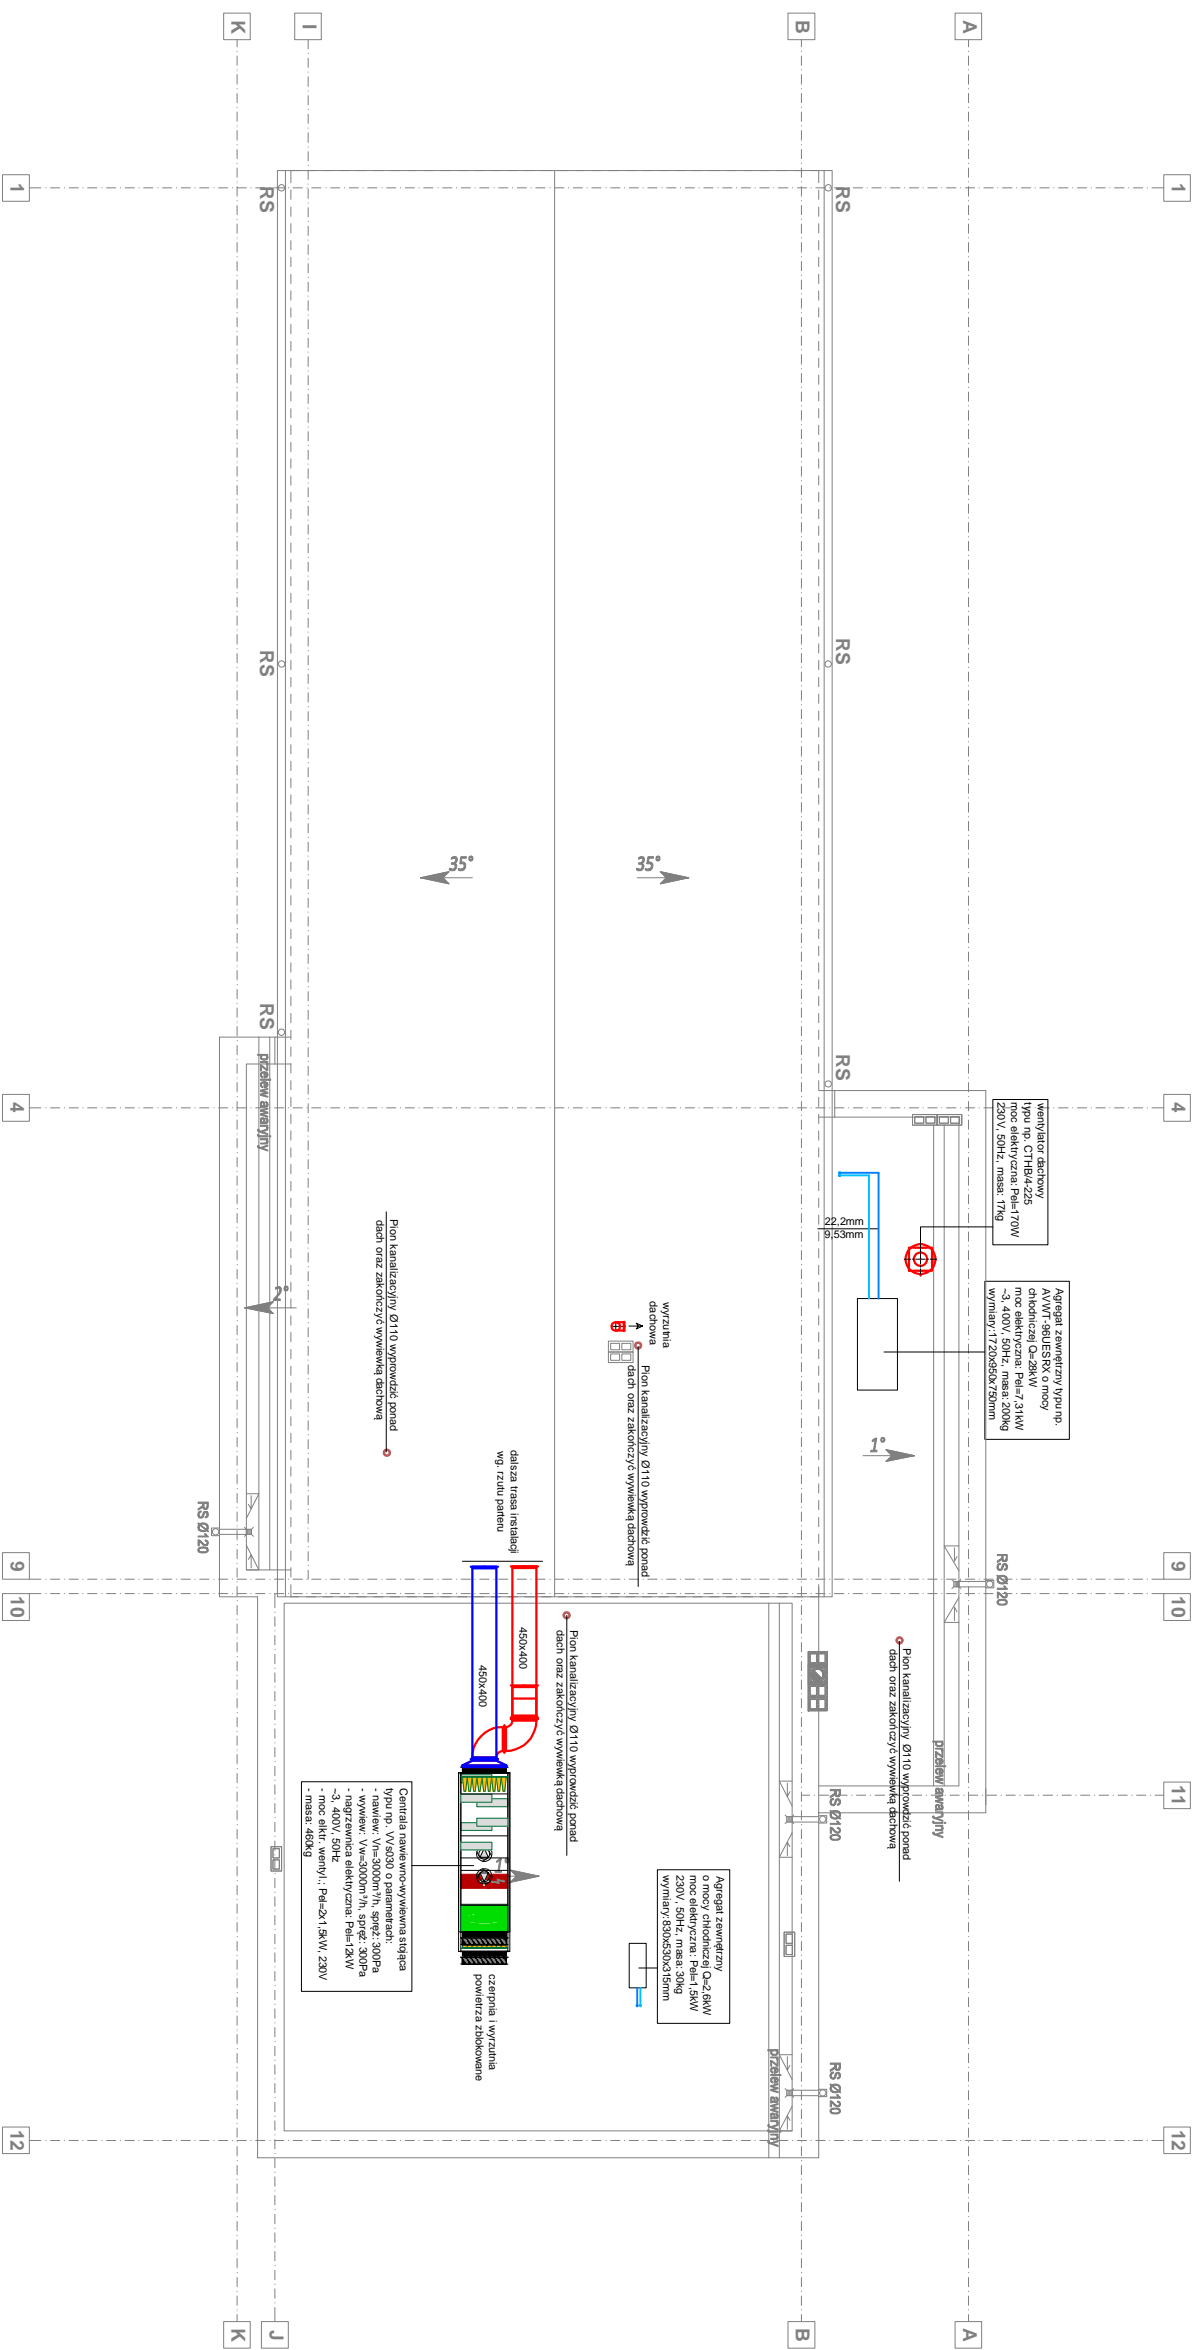 A
B
I
K
1
1
RS
RS
RS
RS
35°
35°
RS
RS
4
4
przelew awaryjny
wentylator dachowy
typu np. CTHB/4-225
moc elektryczna: Pel=170W
230V, 50Hz, masa: 17kg
22,2mm
9,53mm
Agregat zewnętrzny typu np.
AVWT-96UESRX o mocy
chłodniczej Q=28kW
moc elektryczna: Pel=7,31kW
~3, 400V, 50Hz, masa: 200kg
wymiary:1720x950x750mm
1°
2°
wyrzutnia
dachowa
Pion kanalizacyjny Ø110 wyprowdzić ponad
dach oraz zakończyć wywiewką dachową
Pion kanalizacyjny Ø110 wyprowdzić ponad
dach oraz zakończyć wywiewką dachową
dalsza trasa instalacji
wg. rzutu parteru
RS Ø120
RS Ø120
9
9
10
10
450x400
450x400
Pion kanalizacyjny Ø110 wyprowdzić ponad
dach oraz zakończyć wywiewką dachową
Pion kanalizacyjny Ø110 wyprowdzić ponad
dach oraz zakończyć wywiewką dachową
przelew awaryjny
11
RS Ø120
1°
Centrala nawiewno-wywiewna stojąca
typu np. VVs030 o parametrach:
- nawiew: Vn=3000m³/h, spręż: 300Pa
- wywiew: Vw=3000m³/h, spręż: 300Pa
- nagrzewnica elektryczna: Pel=12kW
~3, 400V, 50Hz
- moc elktr. wentyl.: Pel=2x1,5kW, 230V
- masa: 460kg
Agregat zewnętrzny
o mocy chłodniczej Q=2,6kW
moc elektryczna: Pel=1,5kW
230V, 50Hz, masa: 30kg
wymiary:830x530x315mm
czerpnia i wyrzutnia
powietrza zblokowane
RS Ø120
przelew awaryjny
12
12
A
B
J
K